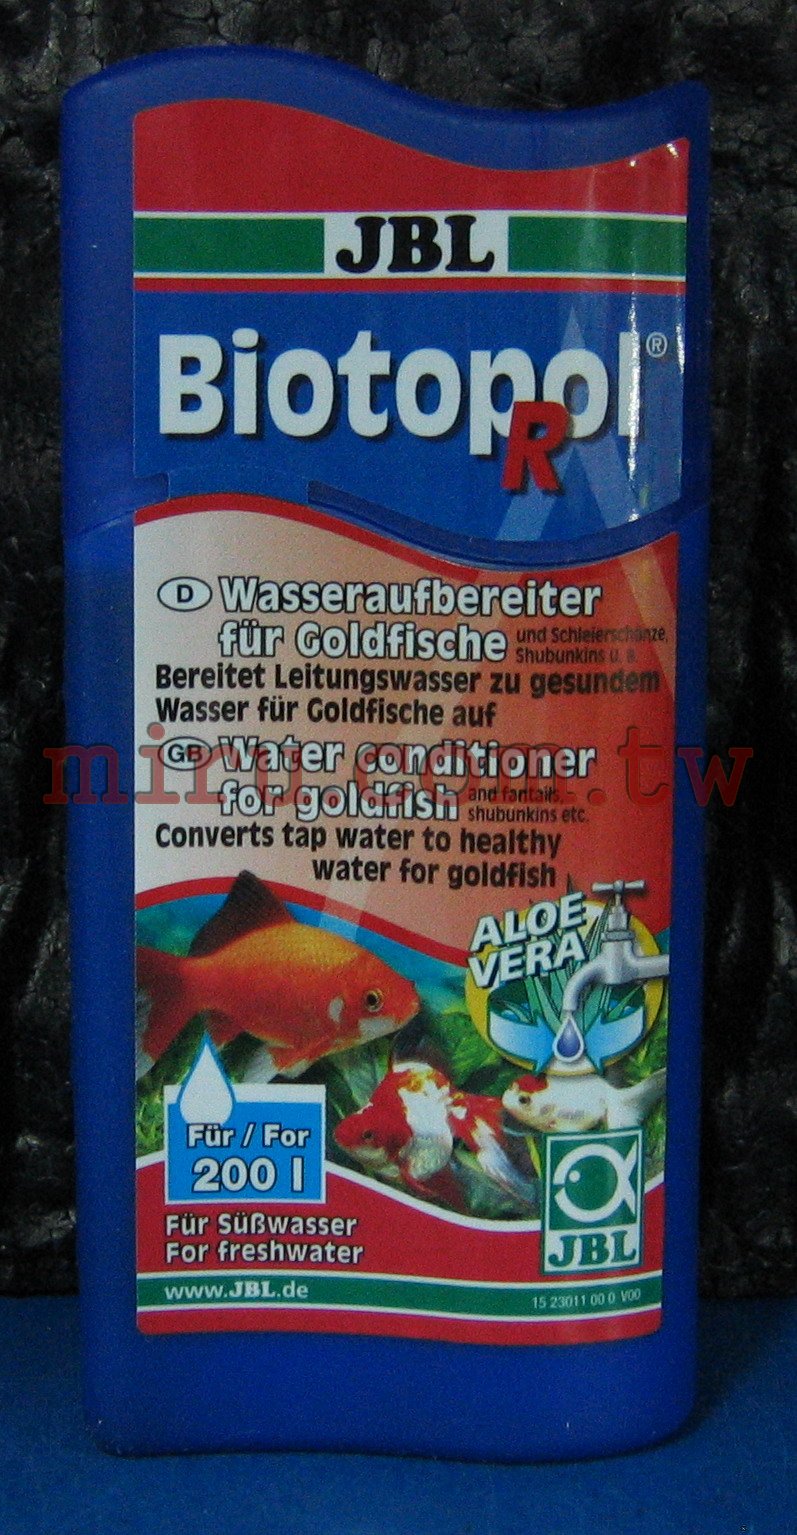 JBL
Biotopol®
R
D Wasseraufbereiter
für Goldfische und Schleierschänze,
Shubunkins u. a.
Bereitet Leitungswasser zu gesundem
Wasser für Goldfische auf
miru.com.tw
GB Water conditioner
for goldfish and fantails,
shubunkins etc.
Converts tap water to healthy
water for goldfish
ALOE
VERA
Für / For
200 l
JBL
Für Süßwasser
For freshwater
www.JBL.de
15 23011 00 0 V00